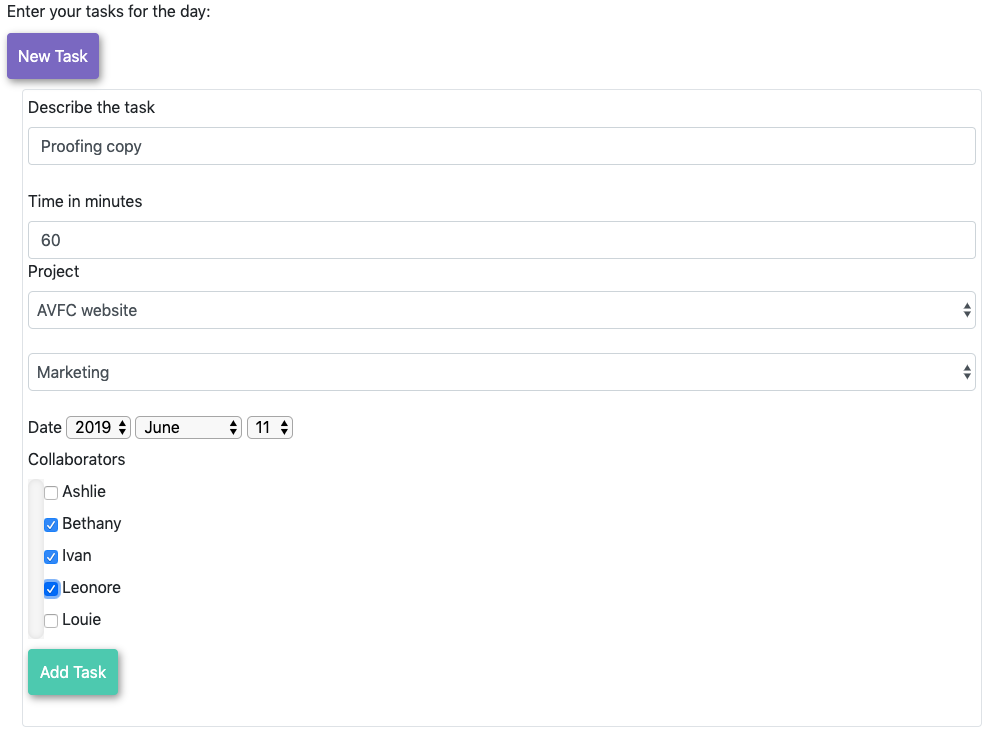 Enter your tasks for the day:
New Task
Describe the task
Proofing copy
Time in minutes
60
Project
AVFC website
Marketing
Date 2019 June 11
Collaborators
Ashlie
Bethany
Ivan
Leonore
Louie
Add Task